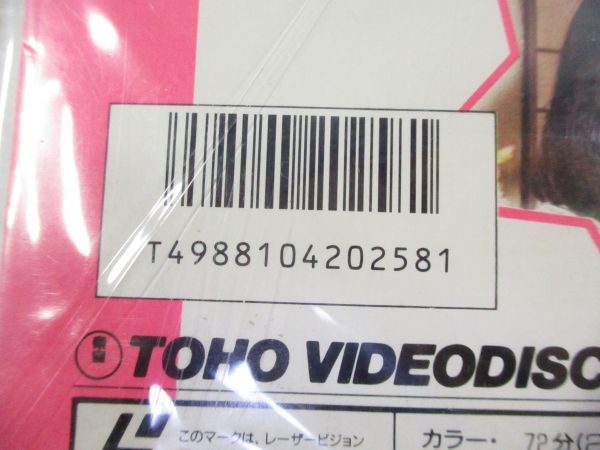 T4988104202581
TOHO VIDEODISC
このマークは、レーザービジョン
カラー・ 72分